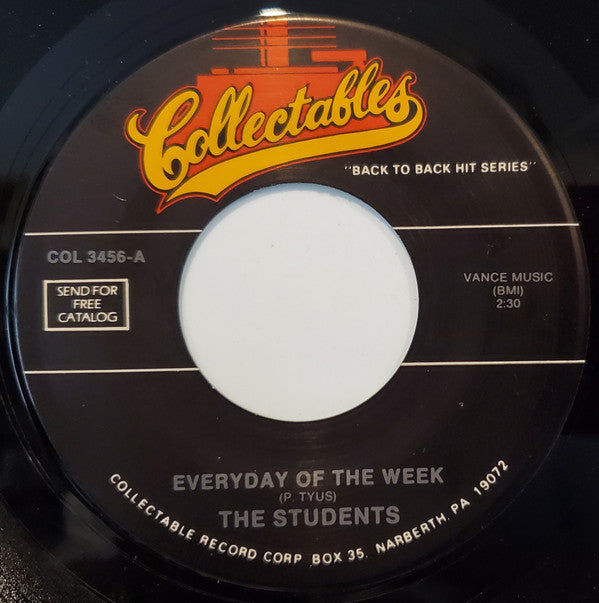 Collectables
"BACK TO BACK HIT SERIES"
COL 3456-A
SEND FOR
FREE
CATALOG
VANCE MUSIC
(BMI)
2:30
EVERYDAY OF THE WEEK
(P. TYUS)
THE STUDENTS
COLLECTABLE RECORD CORP. BOX 35, NARBERTH, PA 19072